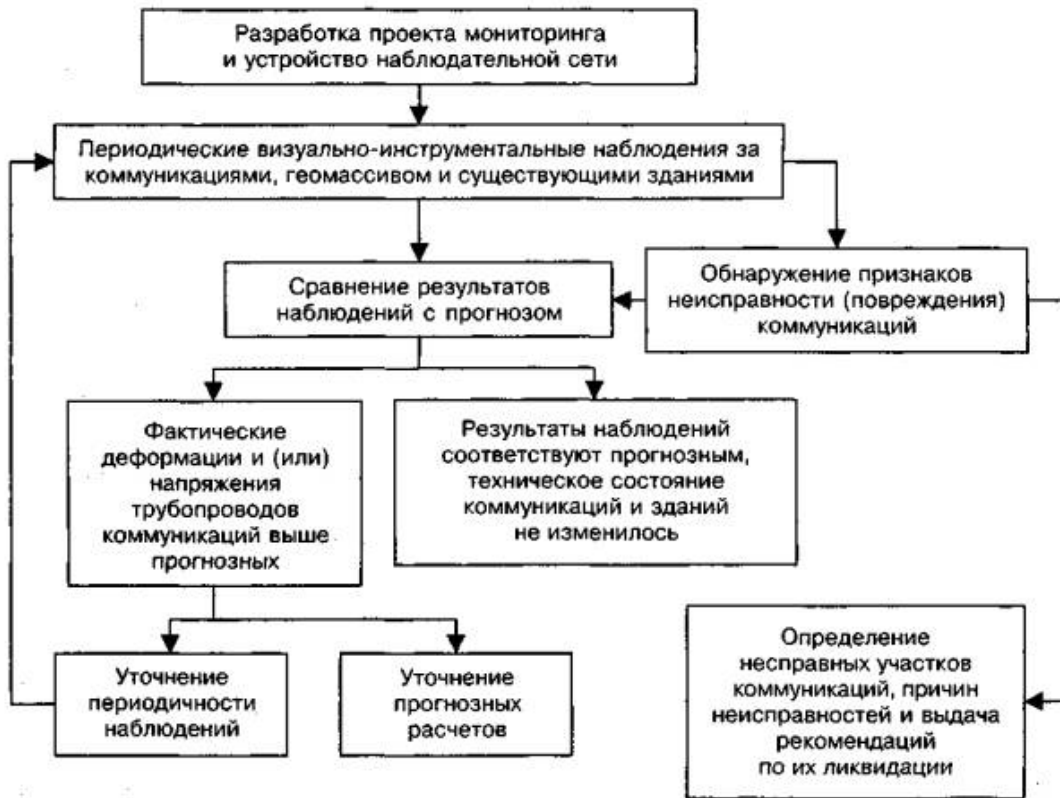 Разработка проекта мониторинга
и устройство наблюдательной сети
Периодические визуально-инструментальные наблюдения за
коммуникациями, геомассивом и существующими зданиями
Сравнение результатов
наблюдений с прогнозом
Обнаружение признаков
неисправности (повреждения)
коммуникаций
Фактические
деформации и (или)
напряжения
трубопроводов
коммуникаций выше
прогнозных
Результаты наблюдений
соответствуют прогнозным,
техническое состояние
коммуникаций и зданий
не изменилось
Уточнение
периодичности
наблюдений
Уточнение
прогнозных
расчетов
Определение
несправных участков
коммуникаций, причин
неисправностей и выдача
рекомендаций
по их ликвидации